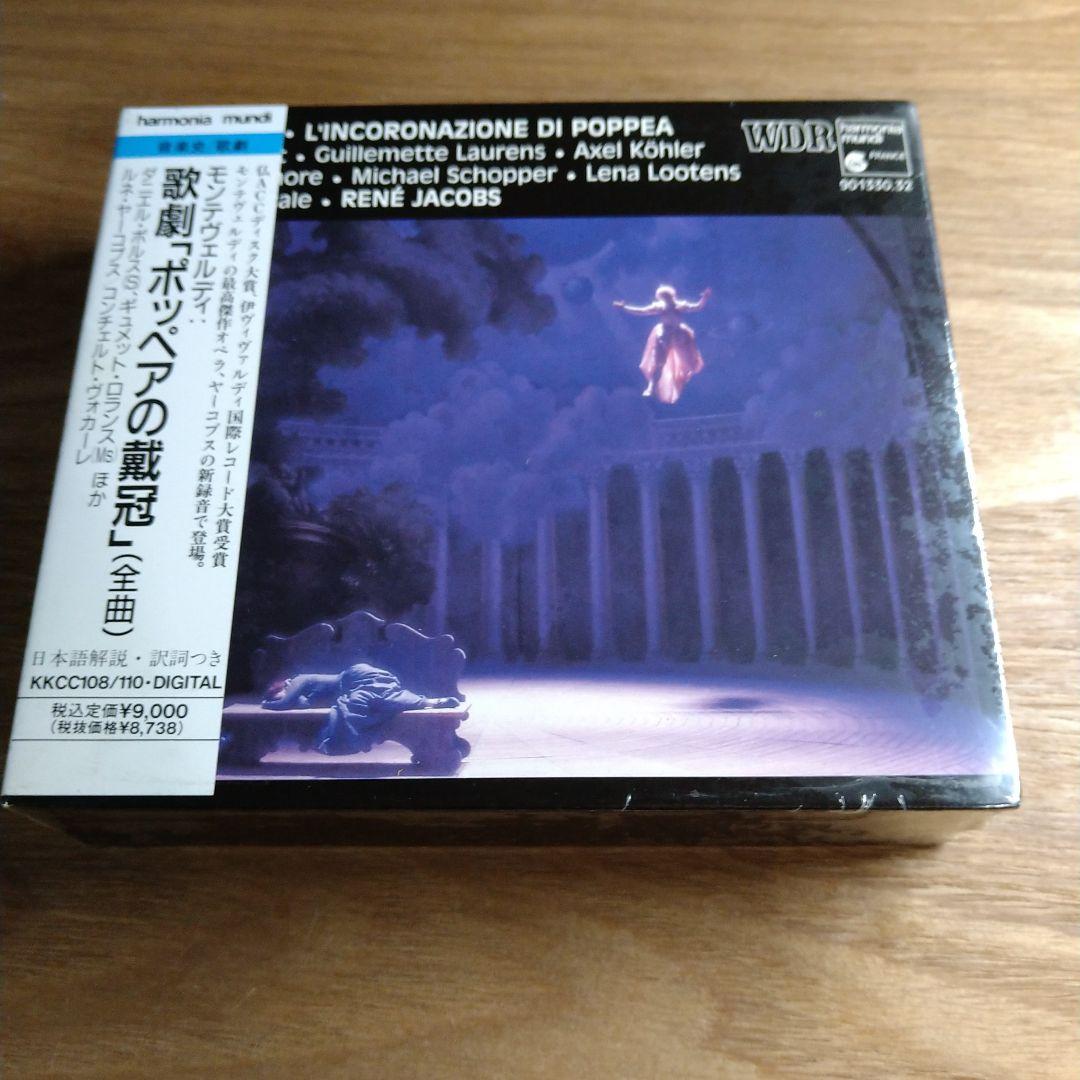 harmonia mundi
音楽史/歌劇
仏ACCディスク大賞、伊ヴィヴァルディ国際レコード大賞受賞
モンテヴェルディの最高傑作オペラ、ヤーコプスの新録音で登場。
モンテヴェルディ:
歌劇「ポッペアの戴冠」(全曲)
ダニエル・ボルスト(S)、ギュメット・ロランス(Ms) ほか
ルネ・ヤーコプス コンチェルト・ヴォカーレ
日本語解説・訳詞つき
KKCC108/110・DIGITAL
税込定価¥9,000
(税抜価格¥8,738)
• L'INCORONAZIONE DI POPPEA
t • Guillemette Laurens • Axel Köhler
ore • Michael Schopper • Lena Lootens
ale • RENÉ JACOBS
WDR
harmonia
mundi
FRANCE
901330.32